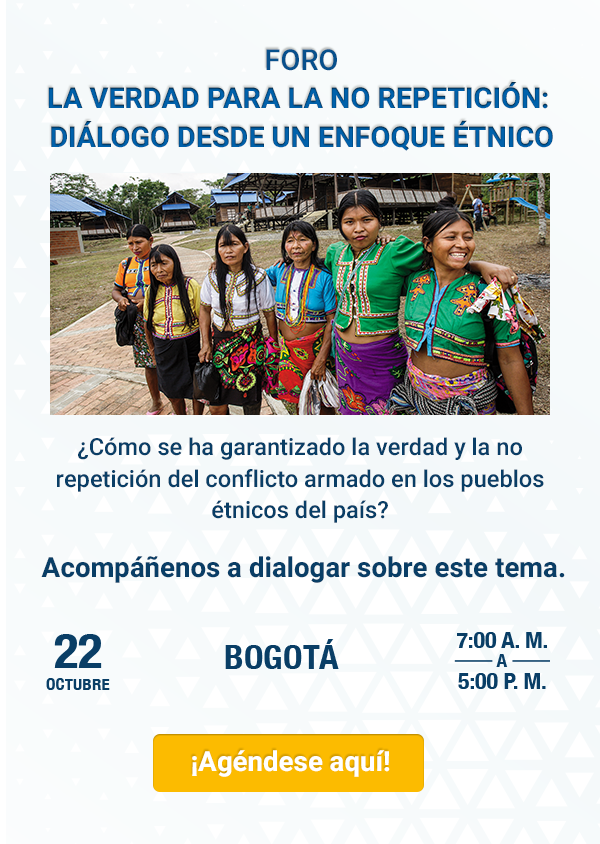 FORO
LA VERDAD PARA LA NO REPETICIÓN:
DIÁLOGO DESDE UN ENFOQUE ÉTNICO
¿Cómo se ha garantizado la verdad y la no
repetición del conflicto armado en los pueblos
étnicos del país?
Acompáñenos a dialogar sobre este tema.
22
OCTUBRE
BOGOTÁ
7:00 A. M.
A
5:00 P. M.
¡Agéndese aquí!